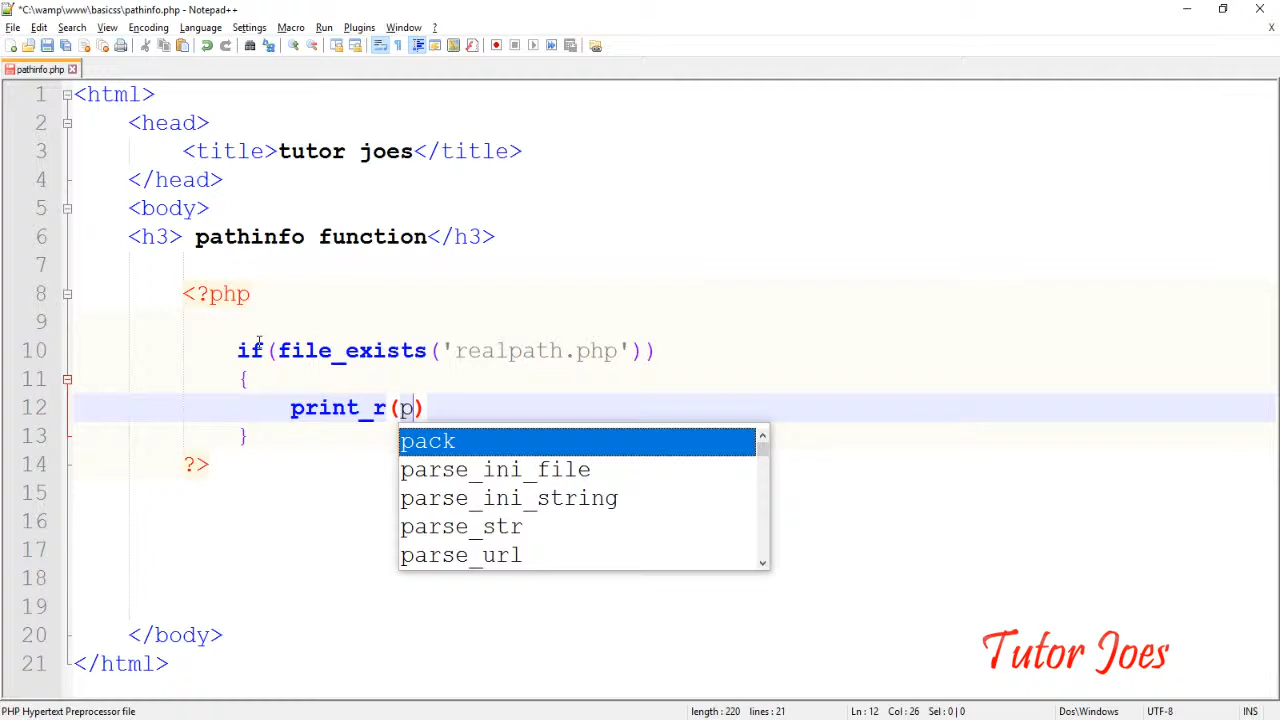 *C:\wamp\www\basicss\pathinfo.php - Notepad++
File Edit Search View Encoding Language Settings Macro Run Plugins Window ?
X
pathinfo.php
1 <html>
2 <head>
3 <title>tutor joes</title>
4 </head>
5 <body>
6 <h3> pathinfo function</h3>
7
8 <?php
9
10 if(file_exists('realpath.php'))
11 {
12 print_r(p)
13 }
14 ?>
15
16
17
18
19
20 </body>
21 </html>
pack
parse_ini_file
parse_ini_string
parse_str
parse_url
Tutor Joes
PHP Hypertext Preprocessor file length : 220 lines : 21 Ln : 12 Col : 26 Sel : 0 | 0 Dos\Windows UTF-8 INS